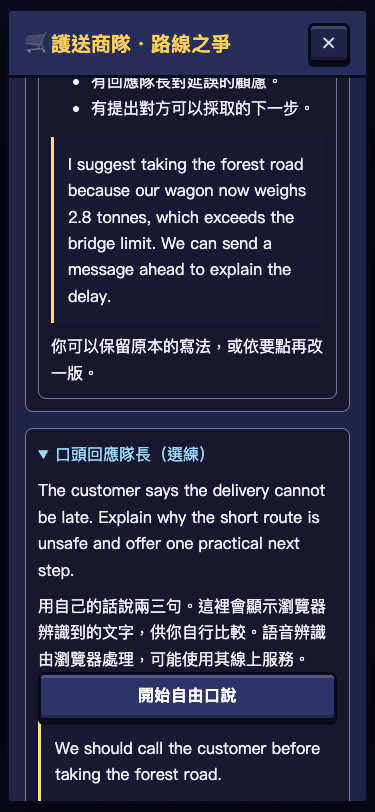 🛒護送商隊・路線之爭
✕
• 有回應隊長對延誤的顧慮。
• 有提出對方可以採取的下一步。
I suggest taking the forest road
because our wagon now weighs
2.8 tonnes, which exceeds the
bridge limit. We can send a
message ahead to explain the
delay.
你可以保留原本的寫法，或依要點再改
一版。
▼ 口頭回應隊長（選練）
The customer says the delivery cannot
be late. Explain why the short route is
unsafe and offer one practical next
step.
用自己的話說兩三句。這裡會顯示瀏覽器
辨識到的文字，供你自行比較。語音辨識
由瀏覽器處理，可能使用其線上服務。
開始自由口說
We should call the customer before
taking the forest road.